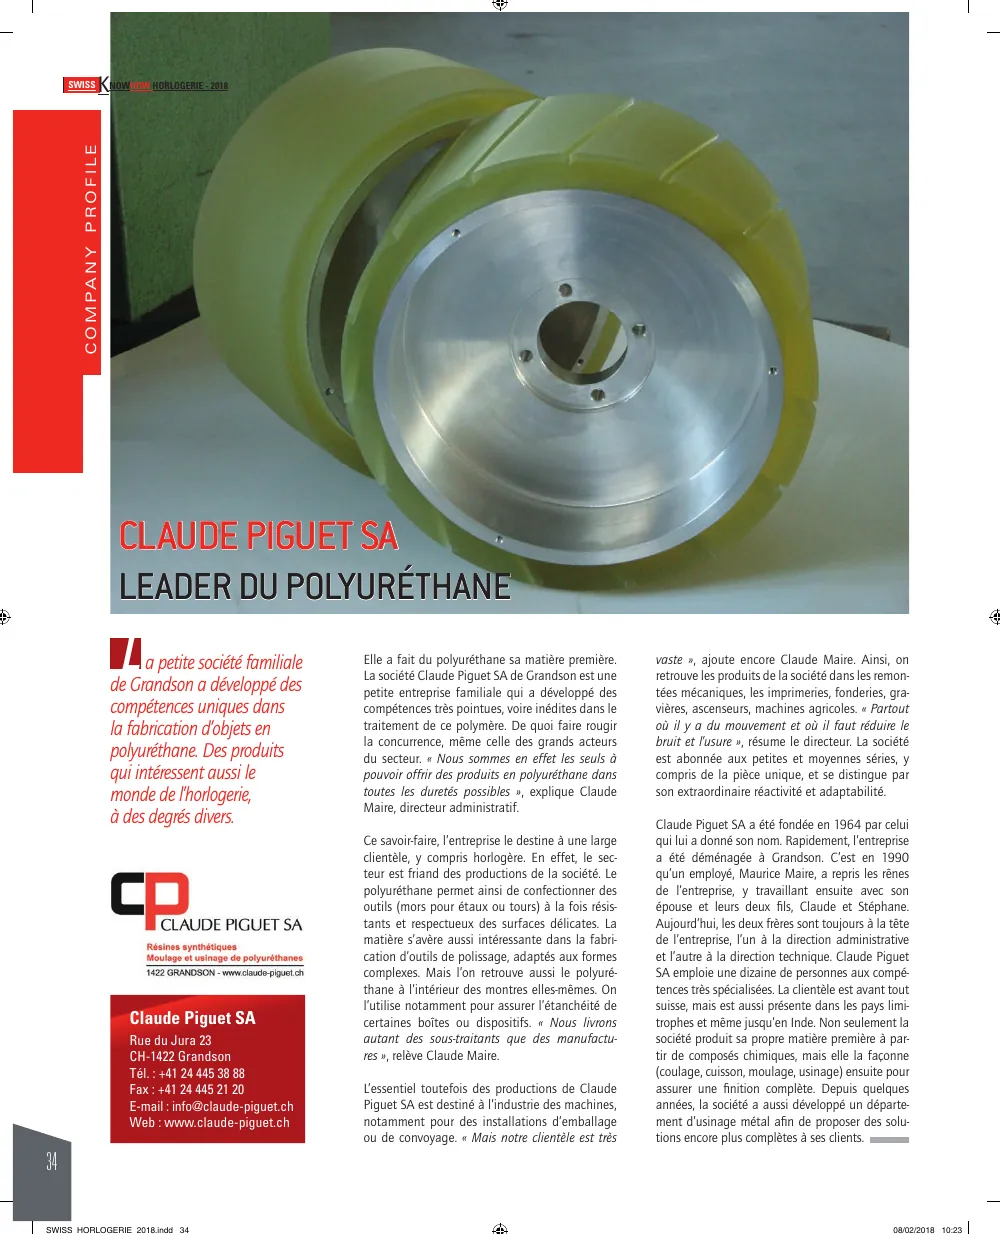 SWISS KNOWHOW HORLOGERIE - 2018
COMPANY PROFILE
CLAUDE PIGUET SA
LEADER DU POLYURÉTHANE
La petite société familiale
de Grandson a développé des
compétences uniques dans
la fabrication d’objets en
polyuréthane. Des produits
qui intéressent aussi le
monde de l’horlogerie,
à des degrés divers.
CP
CLAUDE PIGUET SA
Résines synthétiques
Moulage et usinage de polyuréthanes
1422 GRANDSON - www.claude-piguet.ch
Claude Piguet SA
Rue du Jura 23
CH-1422 Grandson
Tél. : +41 24 445 38 88
Fax : +41 24 445 21 20
E-mail : info@claude-piguet.ch
Web : www.claude-piguet.ch
Elle a fait du polyuréthane sa matière première.
La société Claude Piguet SA de Grandson est une
petite entreprise familiale qui a développé des
compétences très pointues, voire inédites dans le
traitement de ce polymère. De quoi faire rougir
la concurrence, même celle des grands acteurs
du secteur. « Nous sommes en effet les seuls à
pouvoir offrir des produits en polyuréthane dans
toutes les duretés possibles », explique Claude
Maire, directeur administratif.
Ce savoir-faire, l’entreprise le destine à une large
clientèle, y compris horlogère. En effet, le sec-
teur est friand des productions de la société. Le
polyuréthane permet ainsi de confectionner des
outils (mors pour étaux ou tours) à la fois résis-
tants et respectueux des surfaces délicates. La
matière s’avère aussi intéressante dans la fabri-
cation d’outils de polissage, adaptés aux formes
complexes. Mais l’on retrouve aussi le polyuré-
thane à l’intérieur des montres elles-mêmes. On
l’utilise notamment pour assurer l’étanchéité de
certaines boîtes ou dispositifs. « Nous livrons
autant des sous-traitants que des manufactu-
res », relève Claude Maire.
L’essentiel toutefois des productions de Claude
Piguet SA est destiné à l’industrie des machines,
notamment pour des installations d’emballage
ou de convoyage. « Mais notre clientèle est très
vaste », ajoute encore Claude Maire. Ainsi, on
retrouve les produits de la société dans les remon-
tées mécaniques, les imprimeries, fonderies, gra-
vières, ascenseurs, machines agricoles. « Partout
où il y a du mouvement et où il faut réduire le
bruit et l’usure », résume le directeur. La société
est abonnée aux petites et moyennes séries, y
compris de la pièce unique, et se distingue par
son extraordinaire réactivité et adaptabilité.
Claude Piguet SA a été fondée en 1964 par celui
qui lui a donné son nom. Rapidement, l’entreprise
a été déménagée à Grandson. C’est en 1990
qu’un employé, Maurice Maire, a repris les rênes
de l’entreprise, y travaillant ensuite avec son
épouse et leurs deux fils, Claude et Stéphane.
Aujourd’hui, les deux frères sont toujours à la tête
de l’entreprise, l’un à la direction administrative
et l’autre à la direction technique. Claude Piguet
SA emploie une dizaine de personnes aux compé-
tences très spécialisées. La clientèle est avant tout
suisse, mais est aussi présente dans les pays limi-
trophes et même jusqu’en Inde. Non seulement la
société produit sa propre matière première à par-
tir de composés chimiques, mais elle la façonne
(coulage, cuisson, moulage, usinage) ensuite pour
assurer une finition complète. Depuis quelques
années, la société a aussi développé un départe-
ment d’usinage métal afin de proposer des solu-
tions encore plus complètes à ses clients.
34
SWISS HORLOGERIE 2018.indd 34
08/02/2018 10:23